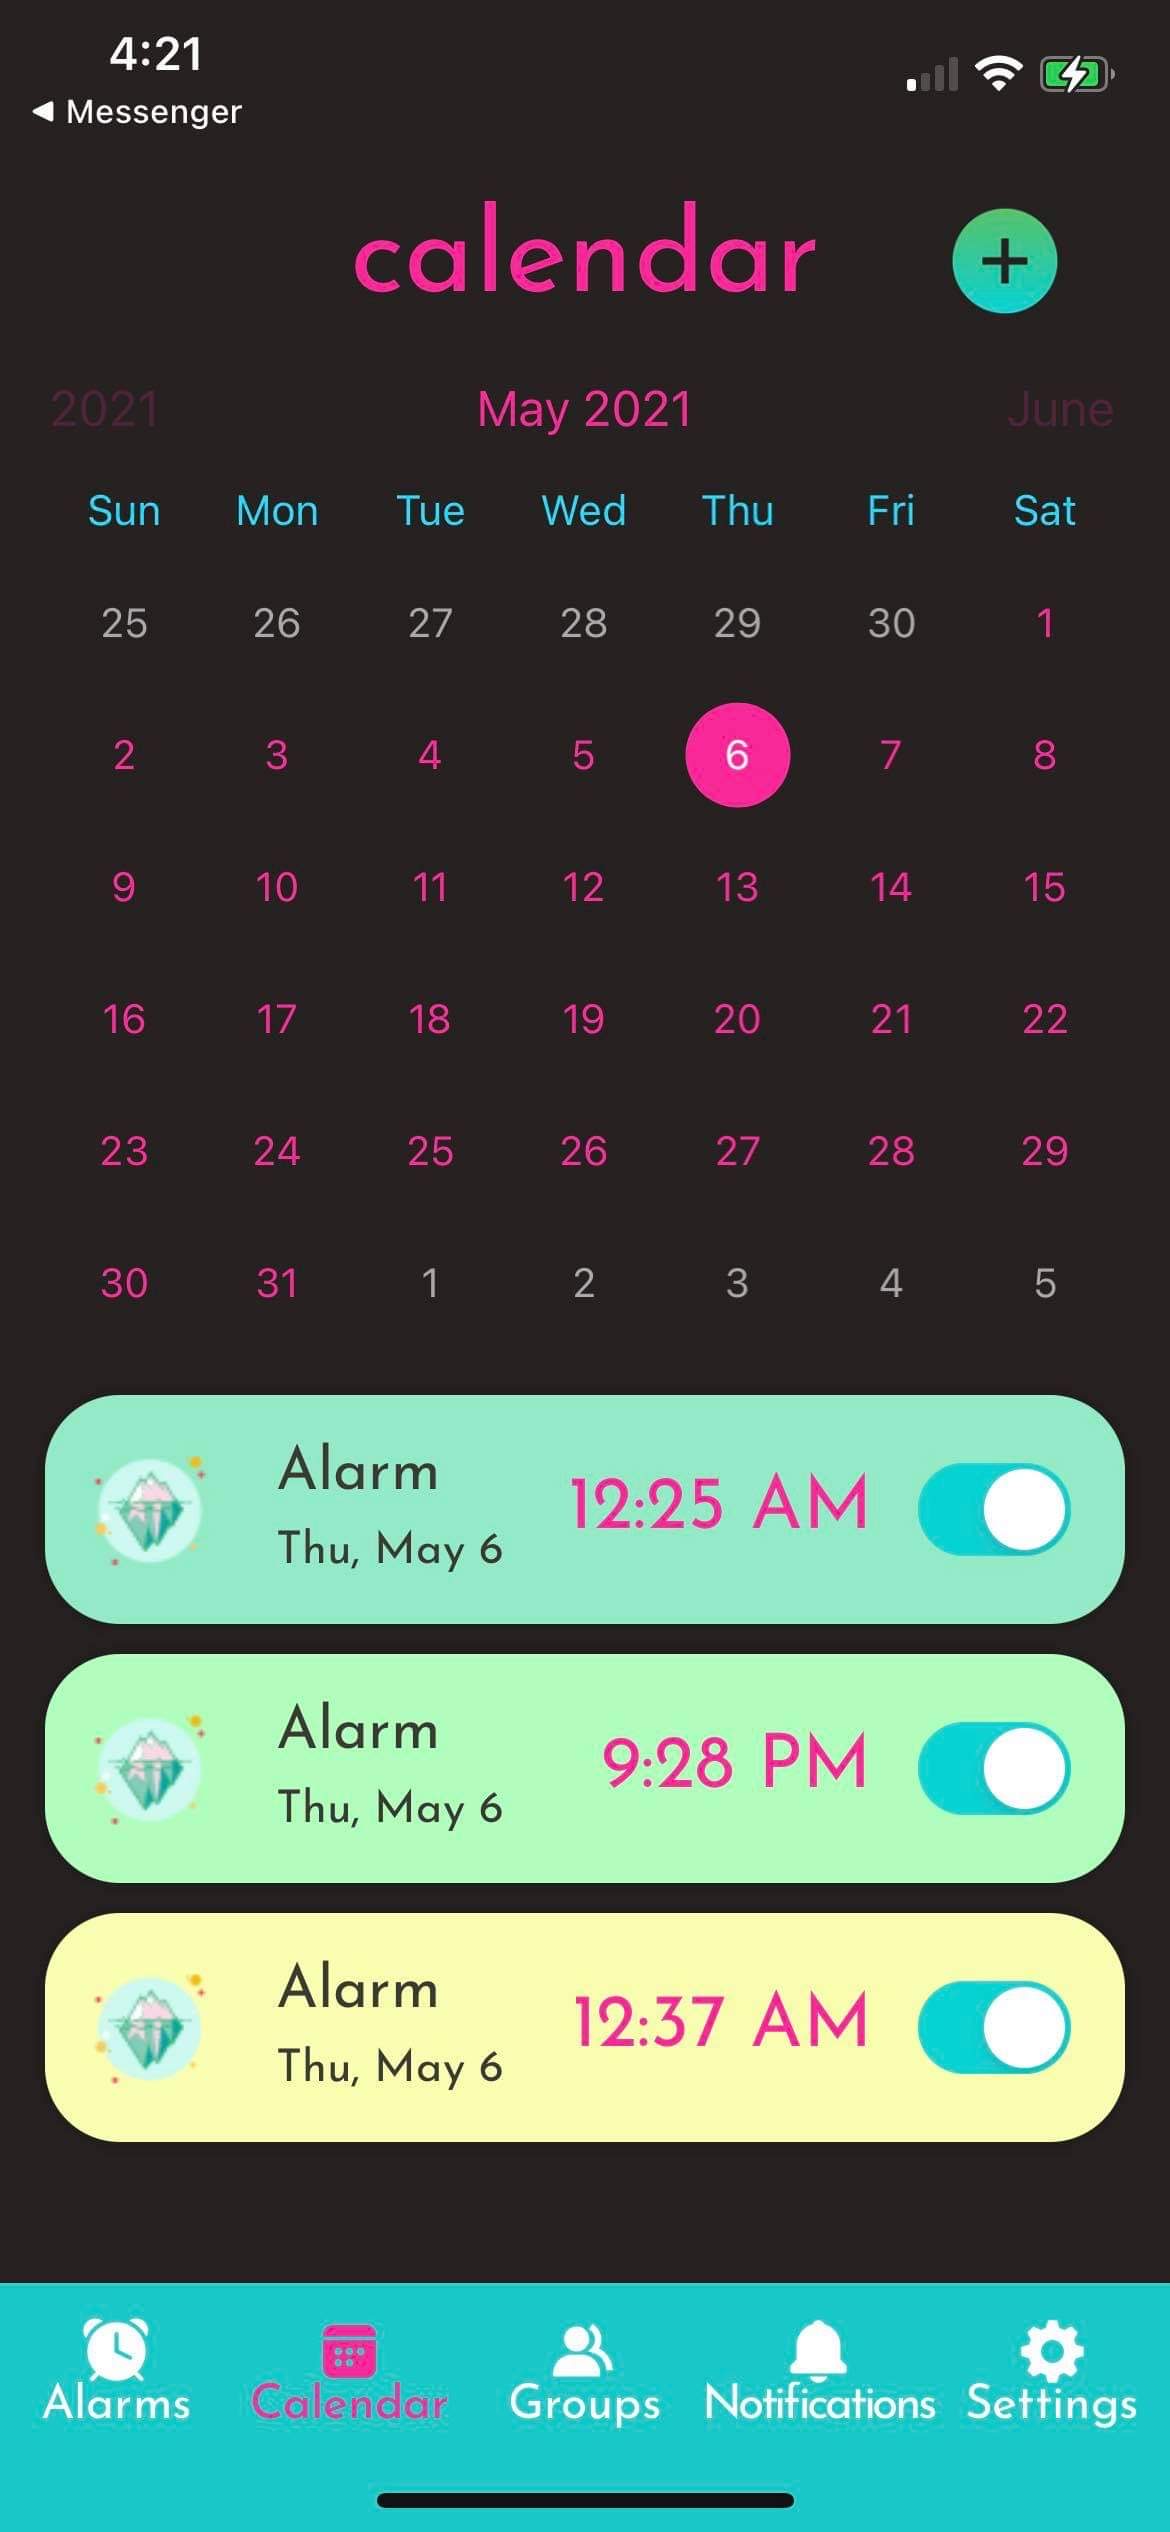 4:21
◀ Messenger
calendar
+
2021 May 2021 June
Sun Mon Tue Wed Thu Fri Sat
25 26 27 28 29 30 1
2 3 4 5 6 7 8
9 10 11 12 13 14 15
16 17 18 19 20 21 22
23 24 25 26 27 28 29
30 31 1 2 3 4 5
Alarm
12:25 AM
Thu, May 6
Alarm
9:28 PM
Thu, May 6
Alarm
12:37 AM
Thu, May 6
Alarms Calendar Groups Notifications Settings